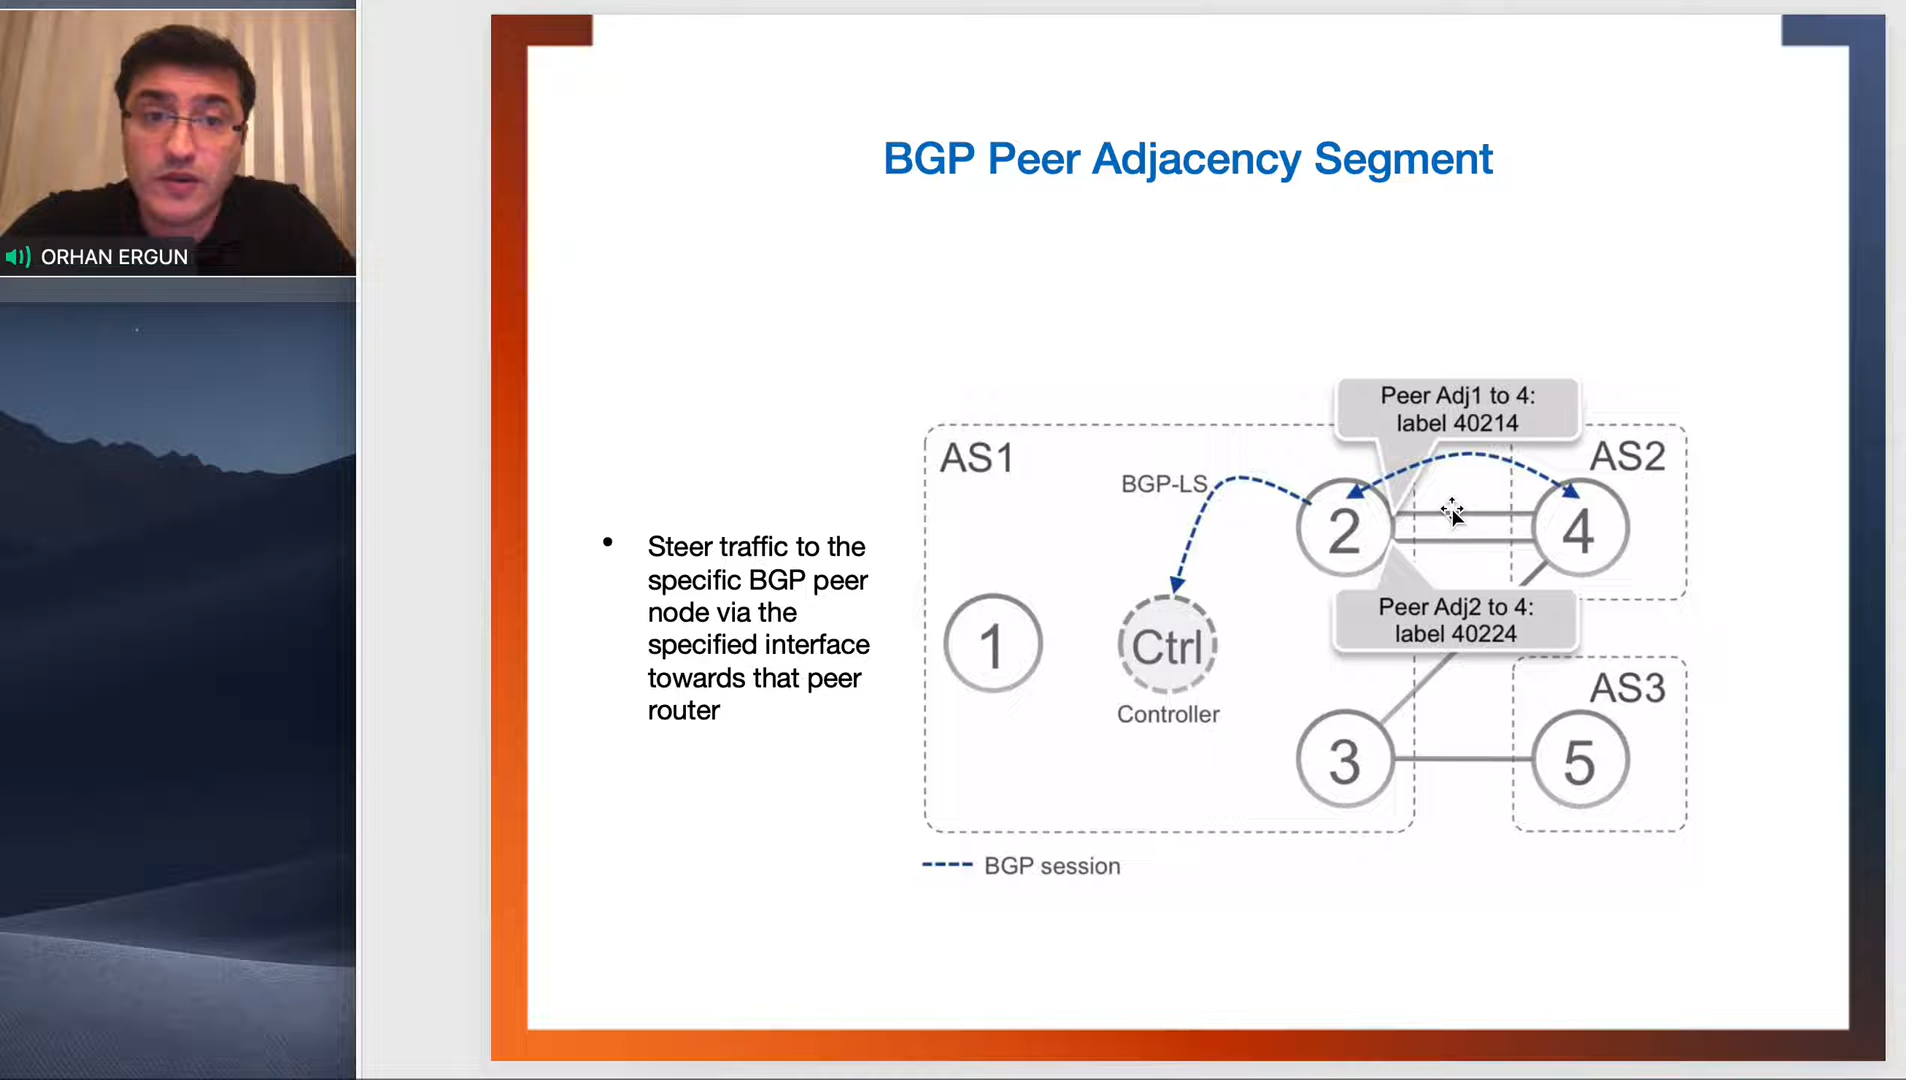 ORHAN ERGUN
BGP Peer Adjacency Segment
• Steer traffic to the
specific BGP peer
node via the
specified interface
towards that peer
router
Peer Adj1 to 4:
label 40214
AS1
AS2
BGP-LS
2
4
Peer Adj2 to 4:
label 40224
1
Ctrl
Controller
AS3
3
5
BGP session